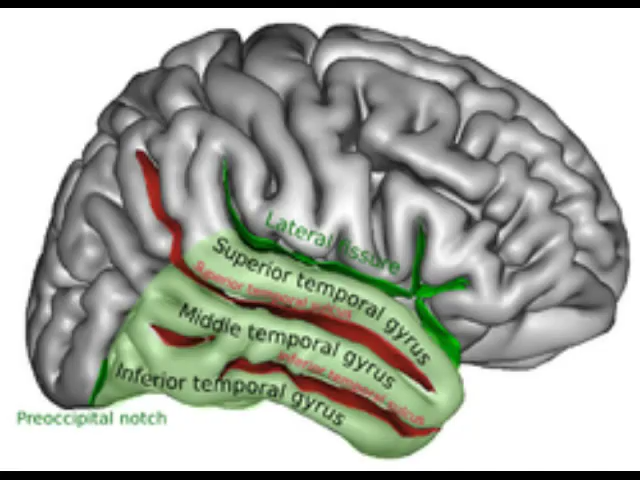 Lateral fissure
Superior temporal gyrus
Superior temporal sulcus
Middle temporal gyrus
Inferior temporal sulcus
Inferior temporal gyrus
Preoccipital notch